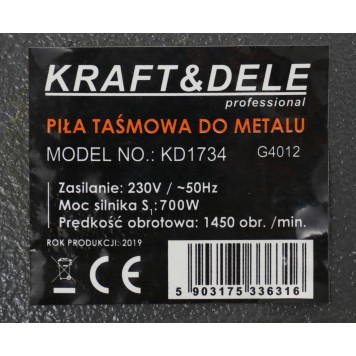 KRAFT&DELE
professional
PIŁA TAŚMOWA DO METALU
MODEL NO.: KD1734 G4012
Zasilanie: 230V / ~50Hz
Moc silnika S₁:700W
Prędkość obrotowa: 1450 obr. /min.
ROK PRODUKCJI: 2019
CE
5 903175 336316